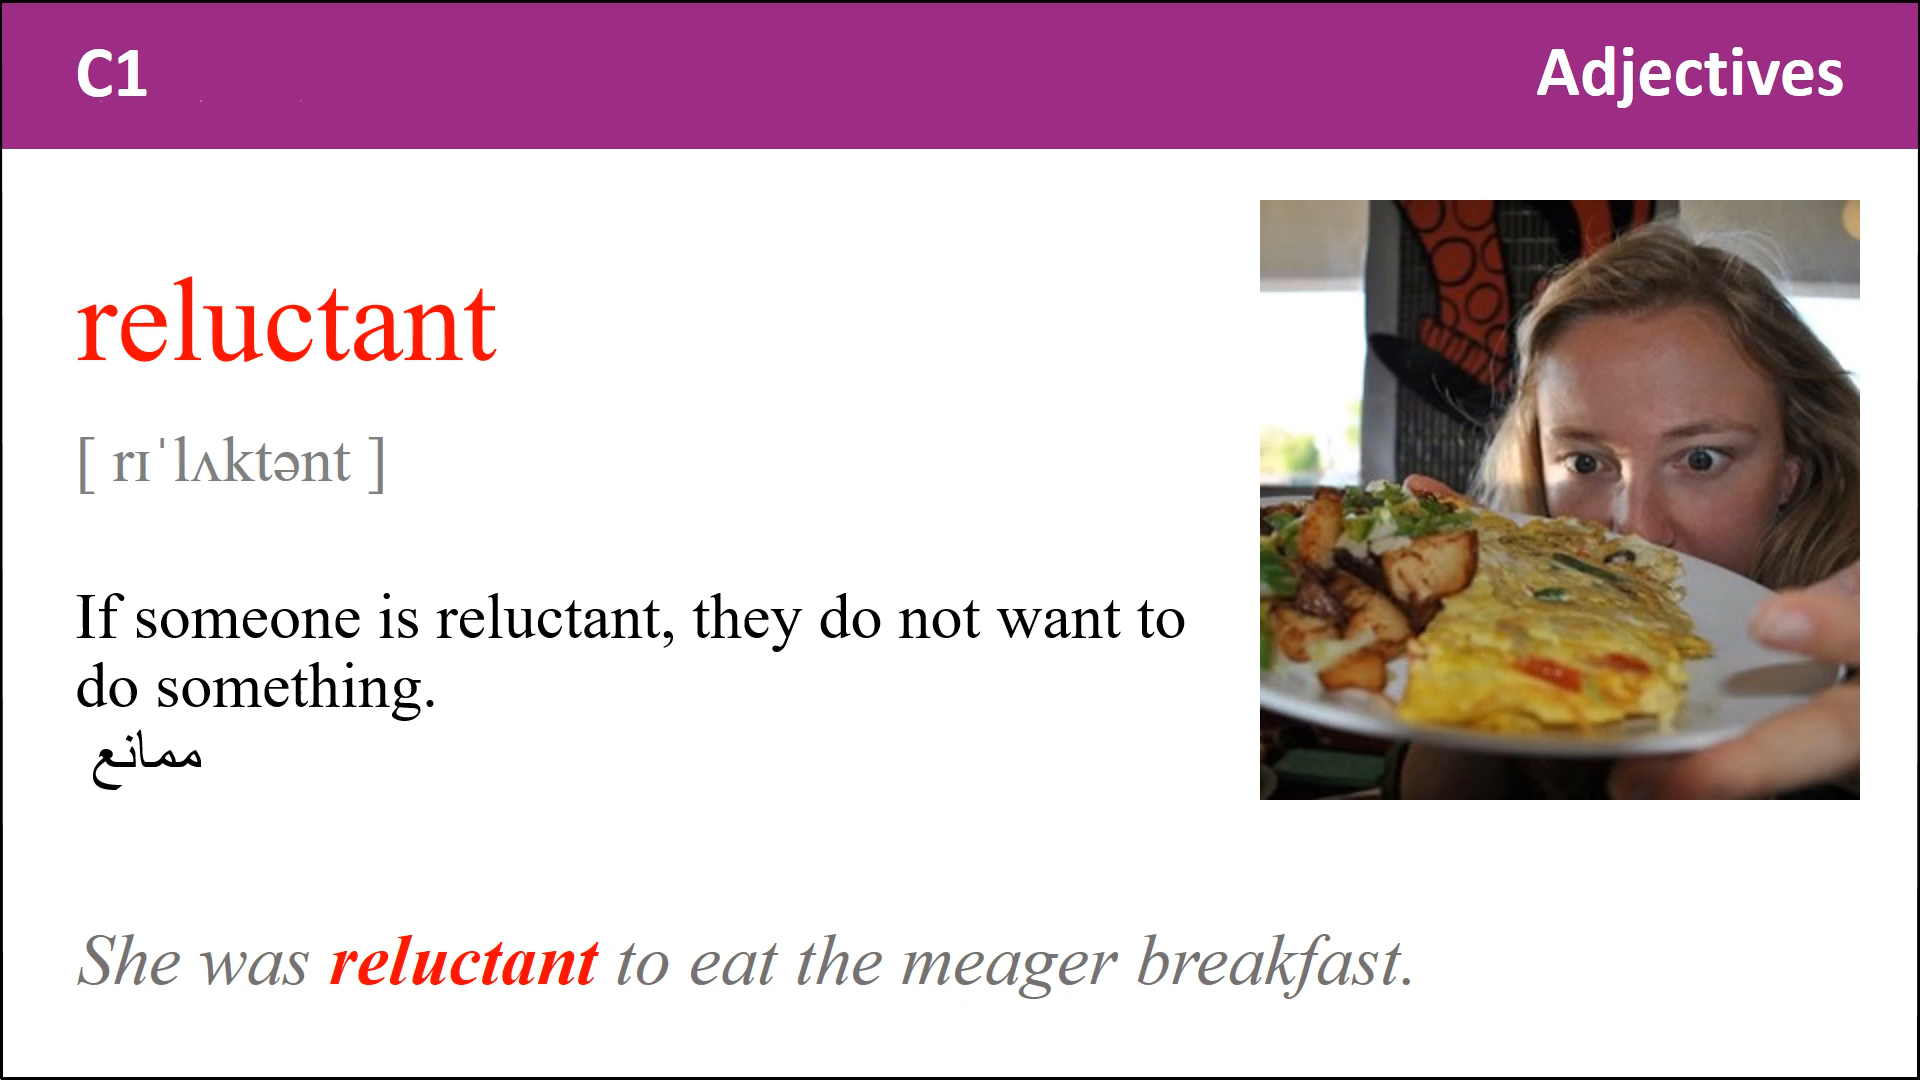 C1
Adjectives
reluctant
[ rɪˈlʌktənt ]
If someone is reluctant, they do not want to
do something.
ممانع
She was reluctant to eat the meager breakfast.